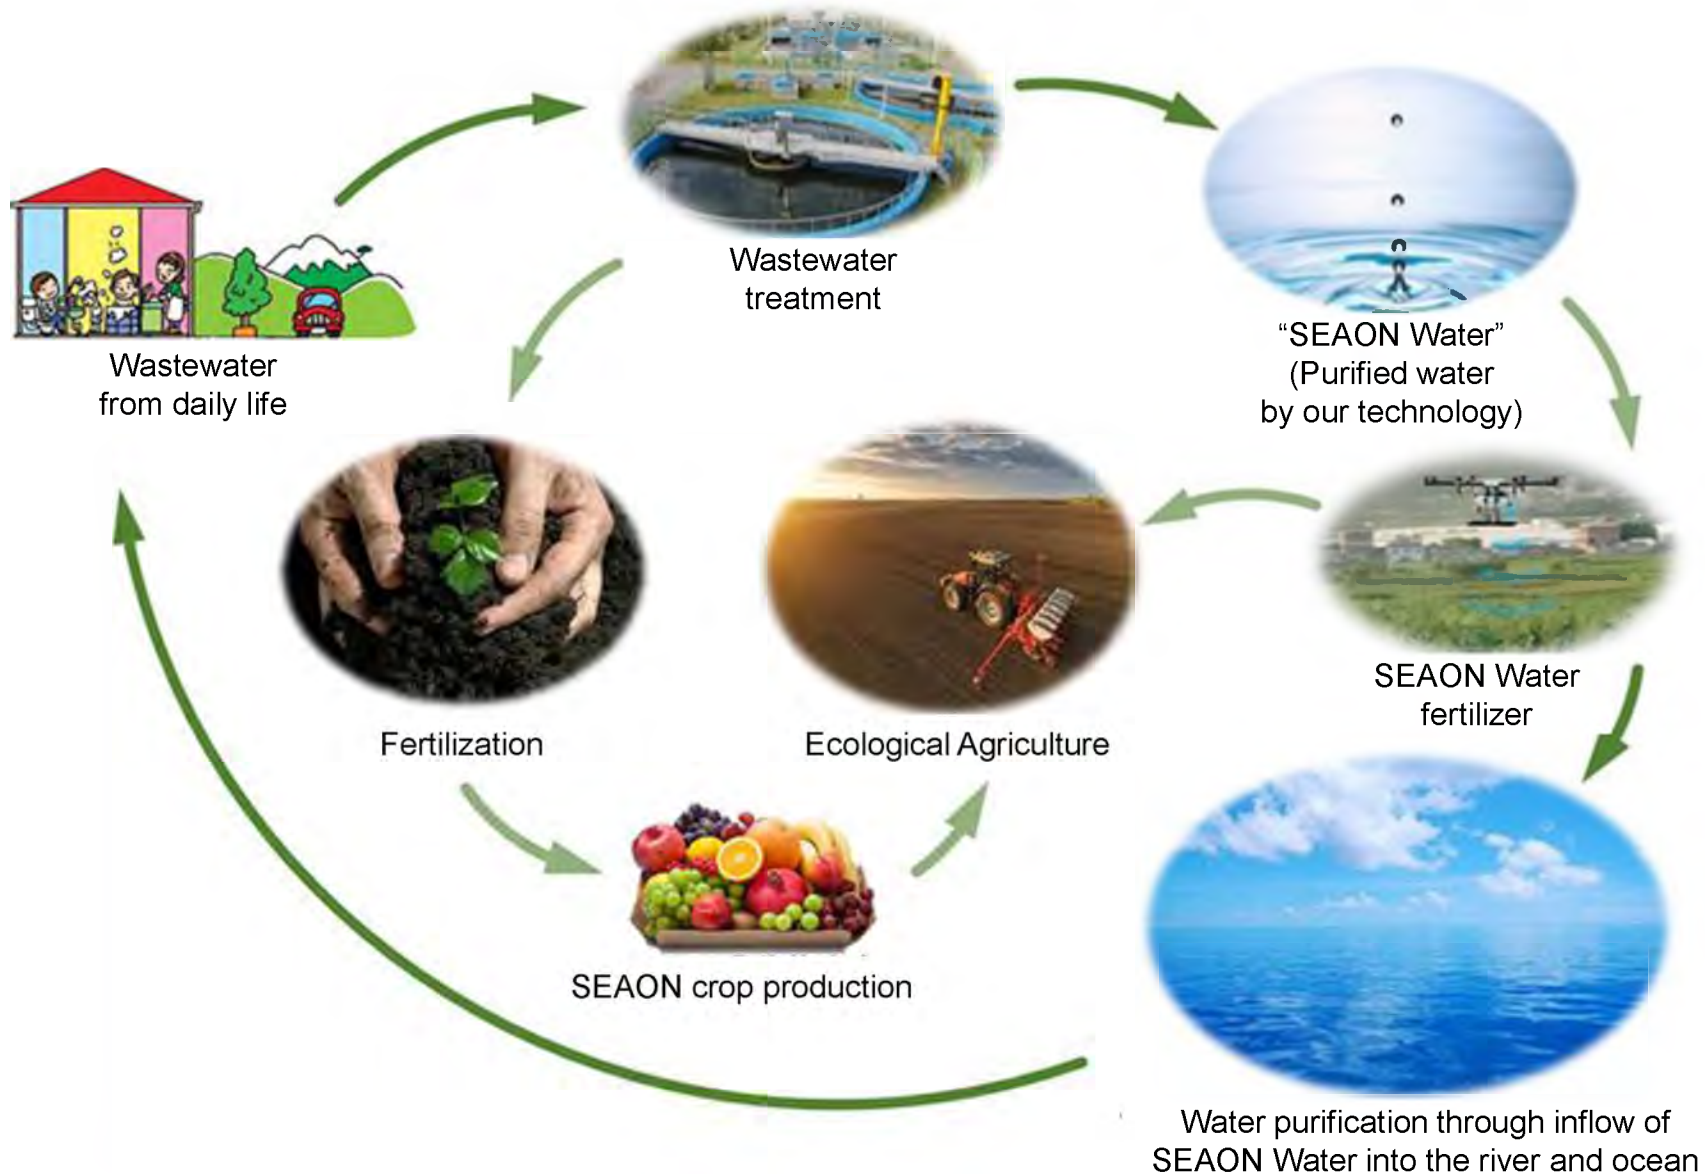 Wastewater
treatment
"SEAON Water"
(Purified water
by our technology)
Wastewater
from daily life
SEAON Water
fertilizer
Fertilization
Ecological Agriculture
SEAON crop production
Water purification through inflow of
SEAON Water into the river and ocean